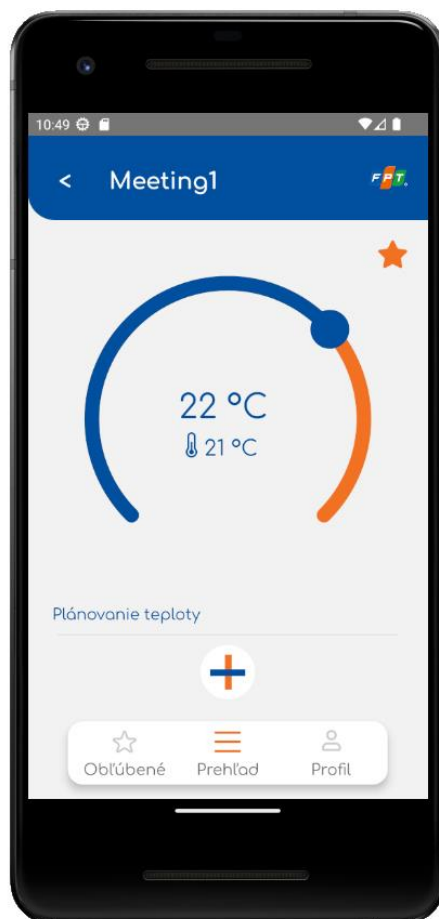 10:49
< Meeting1
FPT
22 °C
21 °C
Plánovanie teploty
Obľúbené Prehľad Profil